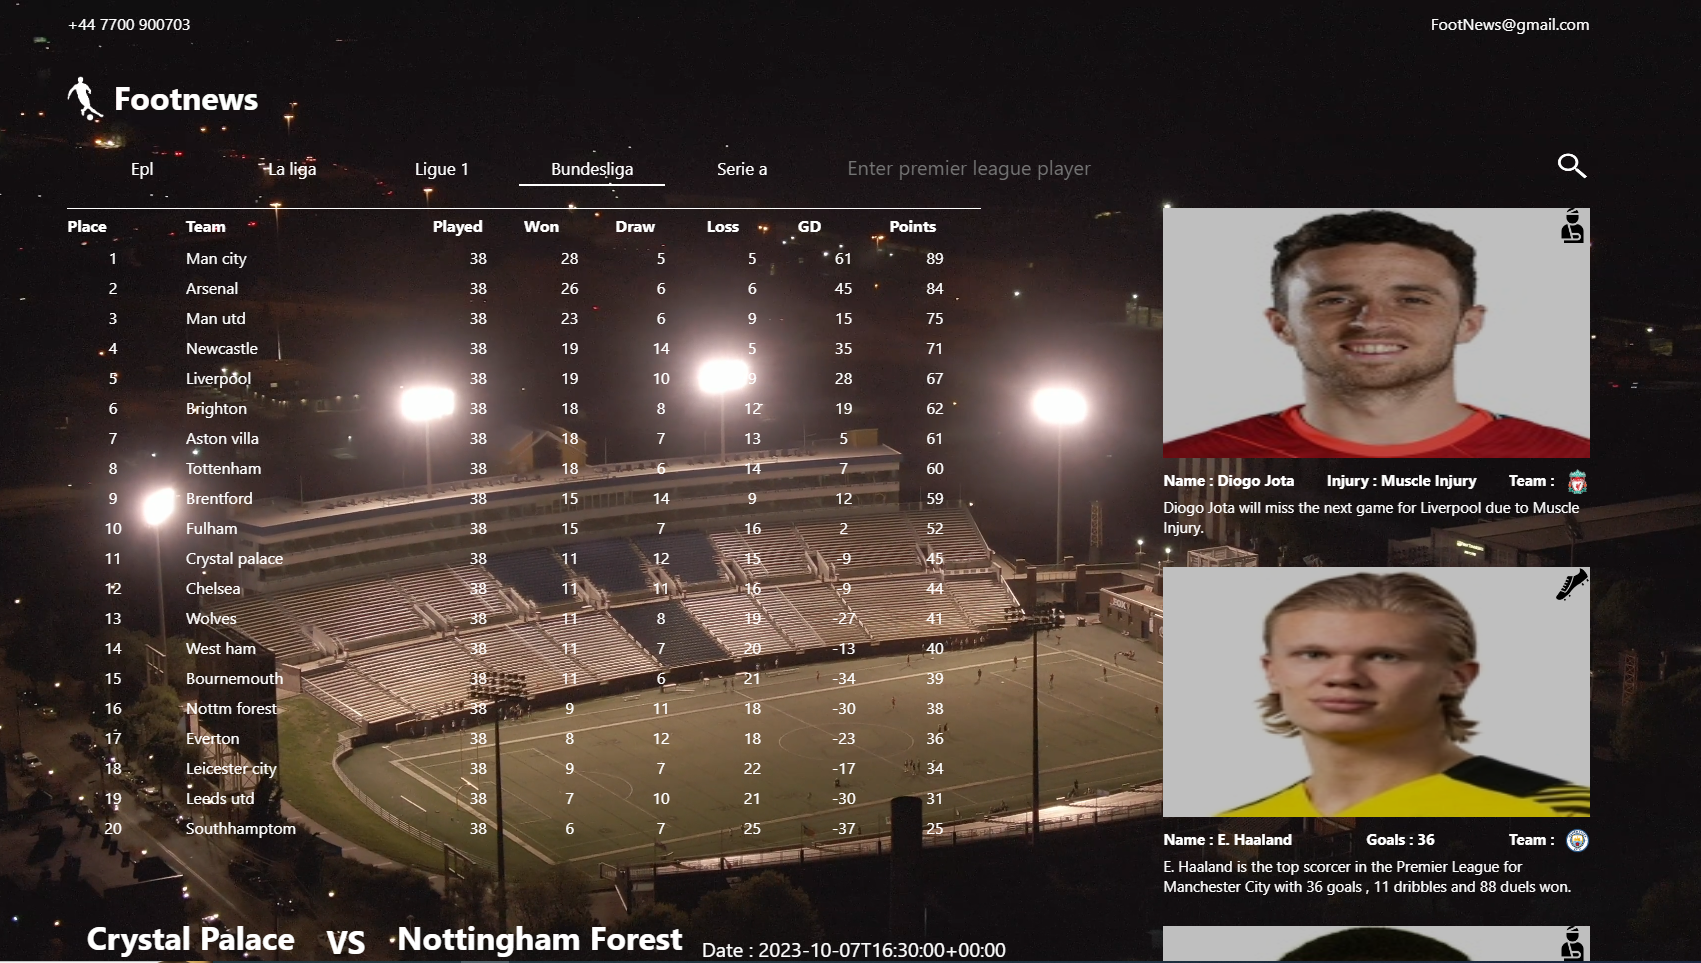 +44 7700 900703 FootNews@gmail.com
Footnews
Epl La liga Ligue 1 Bundesliga Serie a Enter premier league player
Place Team Played Won Draw Loss GD Points
1 Man city 38 28 5 5 61 89
2 Arsenal 38 26 6 6 45 84
3 Man utd 38 23 6 9 15 75
4 Newcastle 38 19 14 5 35 71
5 Liverpool 38 19 10 9 28 67
6 Brighton 38 18 8 12 19 62
7 Aston villa 38 18 7 13 5 61
8 Tottenham 38 18 6 14 7 60
9 Brentford 38 15 14 9 12 59
10 Fulham 38 15 7 16 2 52
11 Crystal palace 38 11 12 15 -9 45
12 Chelsea 38 11 11 16 -9 44
13 Wolves 38 11 8 19 -27 41
14 West ham 38 11 7 20 -13 40
15 Bournemouth 38 11 6 21 -34 39
16 Nottm forest 38 9 11 18 -30 38
17 Everton 38 8 12 18 -23 36
18 Leicester city 38 9 7 22 -17 34
19 Leeds utd 38 7 10 21 -30 31
20 Southhamptom 38 6 7 25 -37 25
Crystal Palace VS Nottingham Forest Date : 2023-10-07T16:30:00+00:00
Name : Diogo Jota Injury : Muscle Injury Team :
Diogo Jota will miss the next game for Liverpool due to Muscle
Injury.
Name : E. Haaland Goals : 36 Team :
E. Haaland is the top scorcer in the Premier League for
Manchester City with 36 goals , 11 dribbles and 88 duels won.